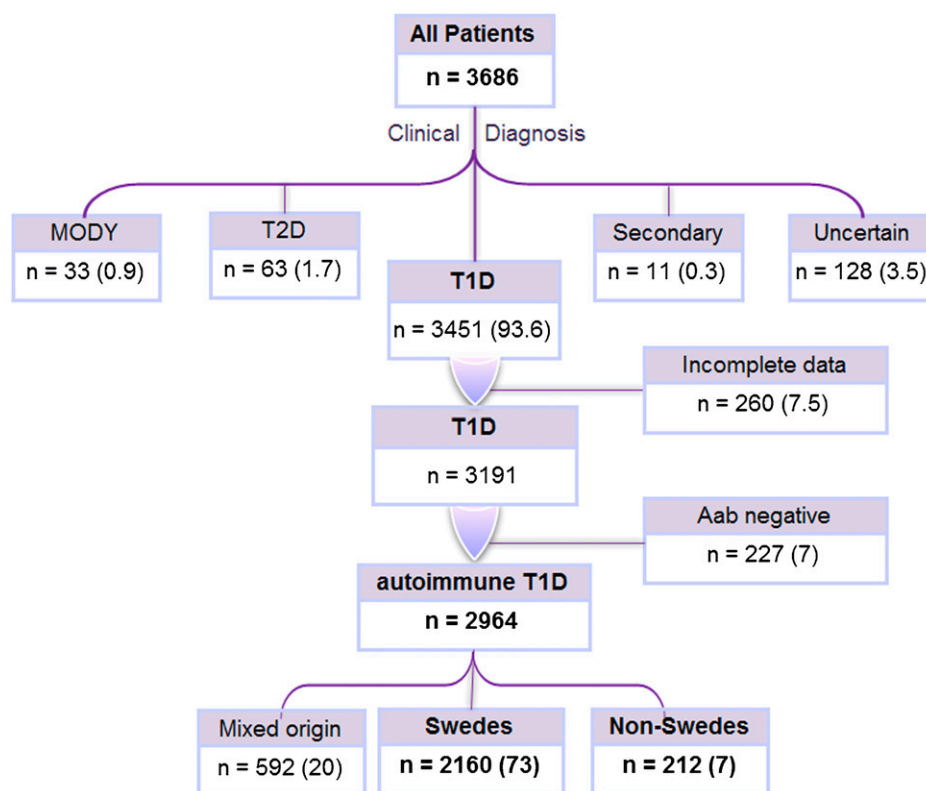 All Patients
n = 3686
Clinical Diagnosis
MODY
n = 33 (0.9)
T2D
n = 63 (1.7)
Secondary
n = 11 (0.3)
Uncertain
n = 128 (3.5)
T1D
n = 3451 (93.6)
Incomplete data
n = 260 (7.5)
T1D
n = 3191
Aab negative
n = 227 (7)
autoimmune T1D
n = 2964
Mixed origin
n = 592 (20)
Swedes
n = 2160 (73)
Non-Swedes
n = 212 (7)